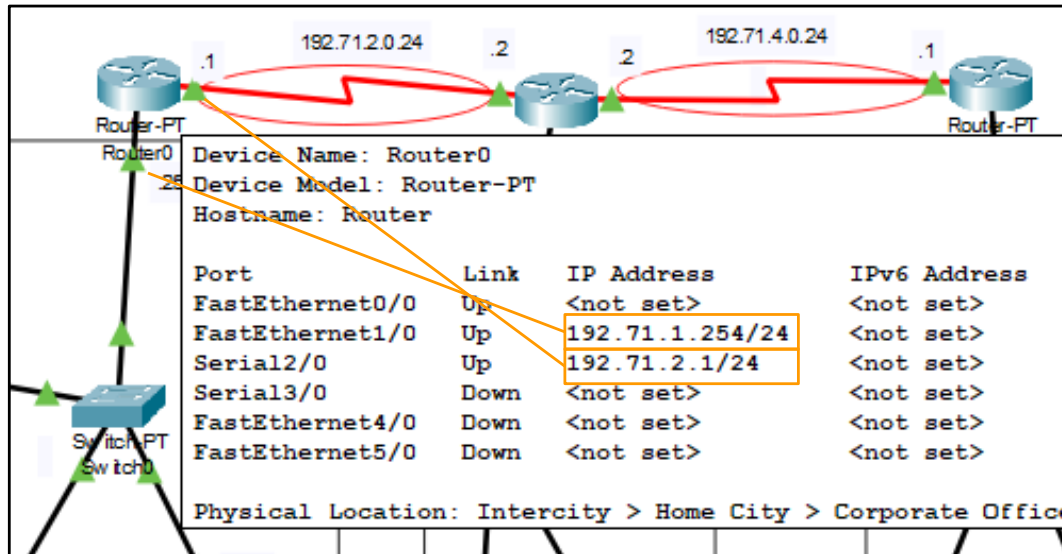 192.71.2.0.24
192.71.4.0.24
.1
.2
.2
.1
Router-PT
Router0
Router-PT
Device Name: Router0
Device Model: Router-PT
Hostname: Router
Port Link IP Address IPv6 Address
FastEthernet0/0 Up <not set> <not set>
FastEthernet1/0 Up 192.71.1.254/24 <not set>
Serial2/0 Up 192.71.2.1/24 <not set>
Serial3/0 Down <not set> <not set>
FastEthernet4/0 Down <not set> <not set>
FastEthernet5/0 Down <not set> <not set>
Switch-PT
Switch0
Physical Location: Intercity > Home City > Corporate Office